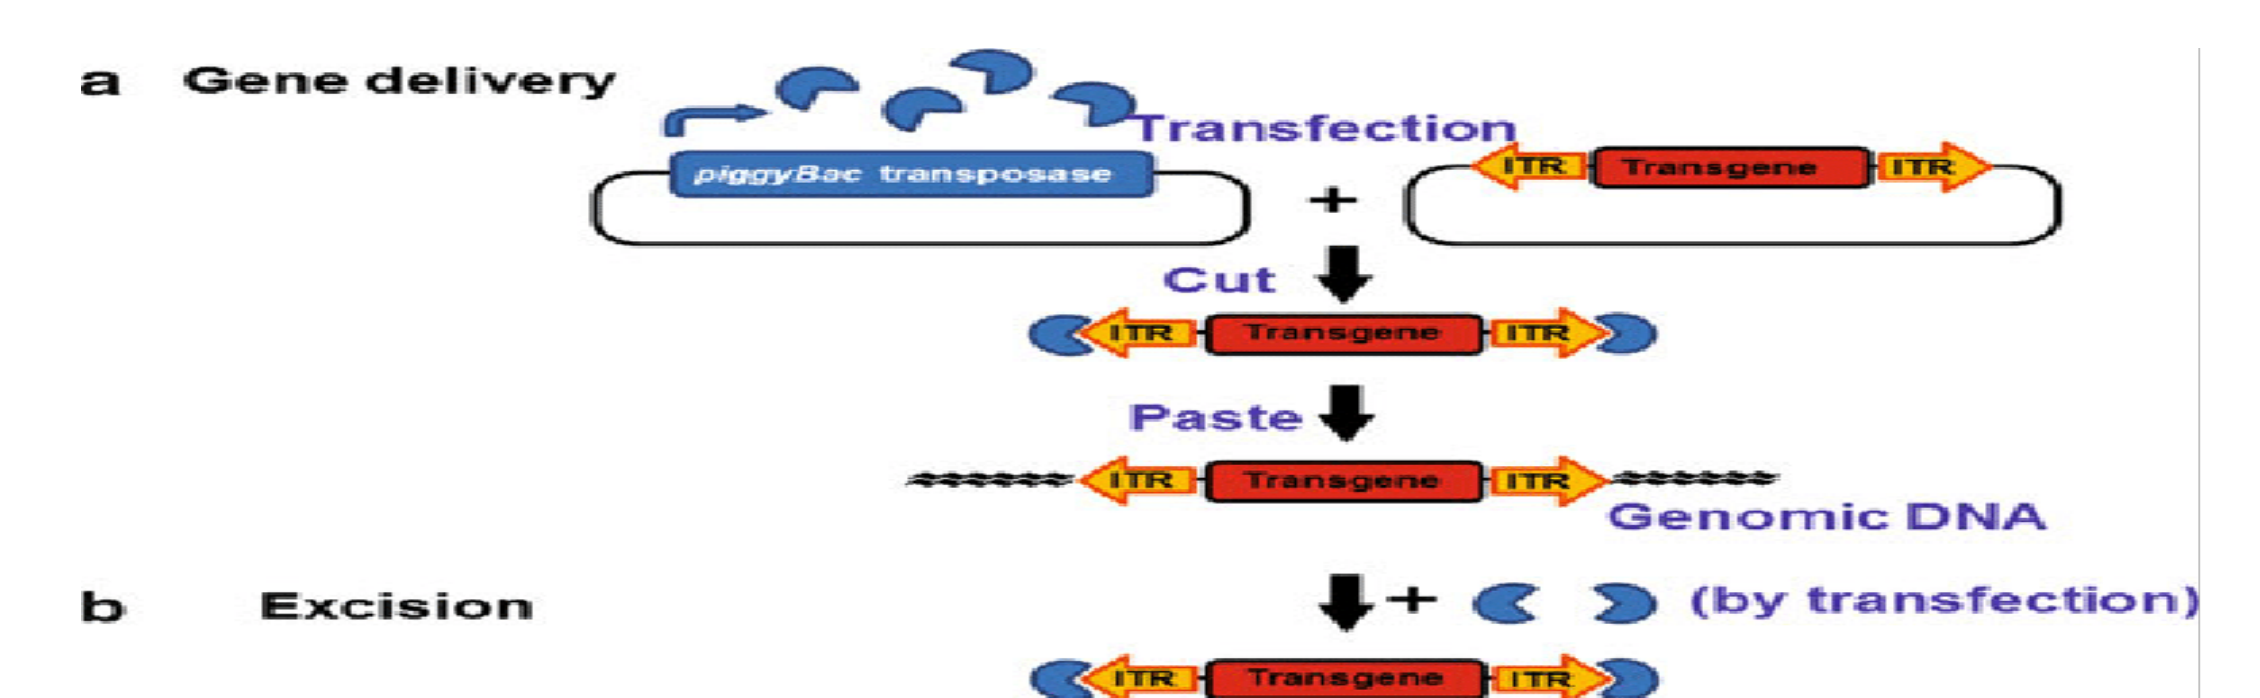 a Gene delivery
Transfection
piggyBac transposase
+
ITR Transgene ITR
Cut
ITR Transgene ITR
Paste
ITR Transgene ITR
Genomic DNA
b Excision
+ (by transfection)
ITR Transgene ITR